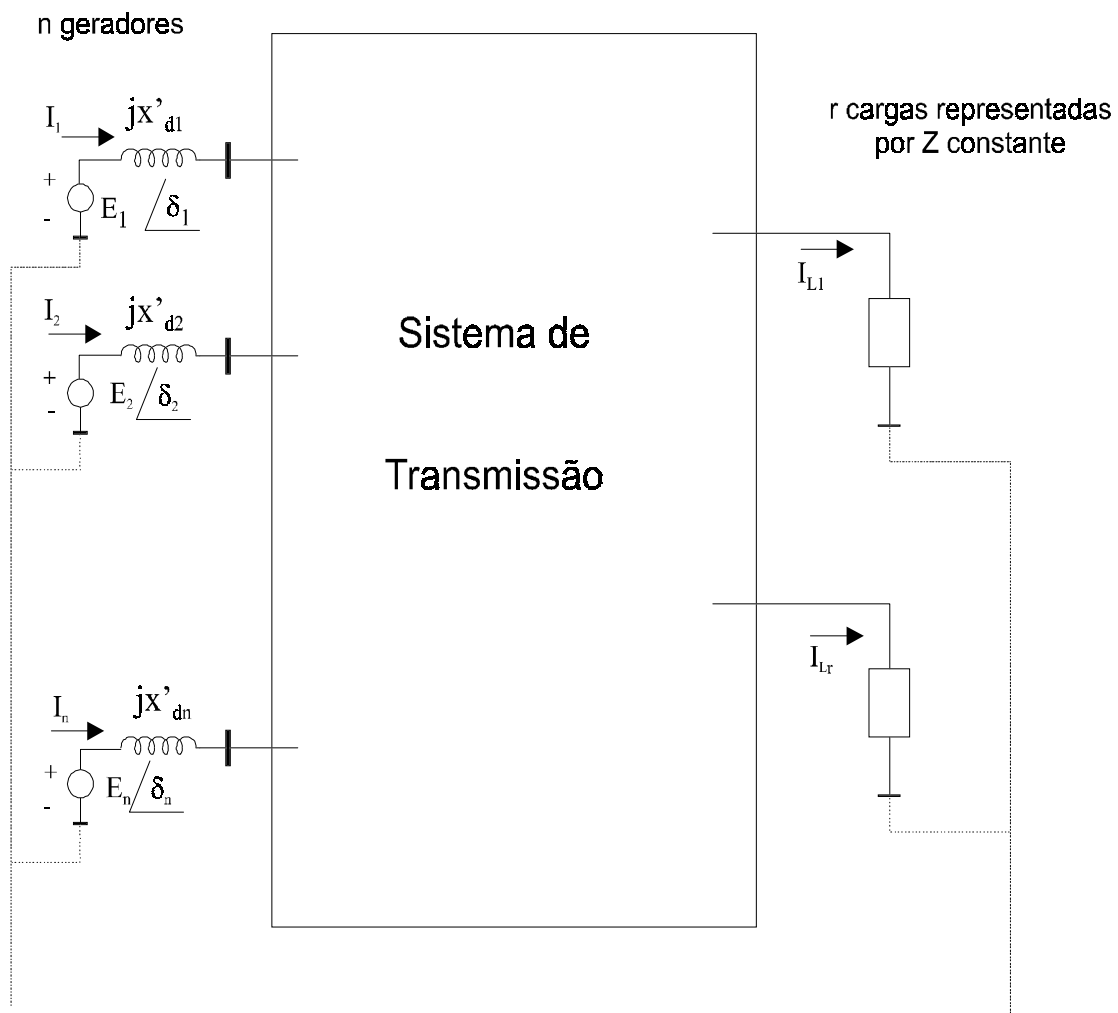 n geradores
r cargas representadas
por Z constante
I1
jx'd1
+
-
E1
δ1
I2
jx'd2
+
-
E2
δ2
Sistema de
Transmissão
IL1
ILr
In
jx'dn
+
-
En
δn